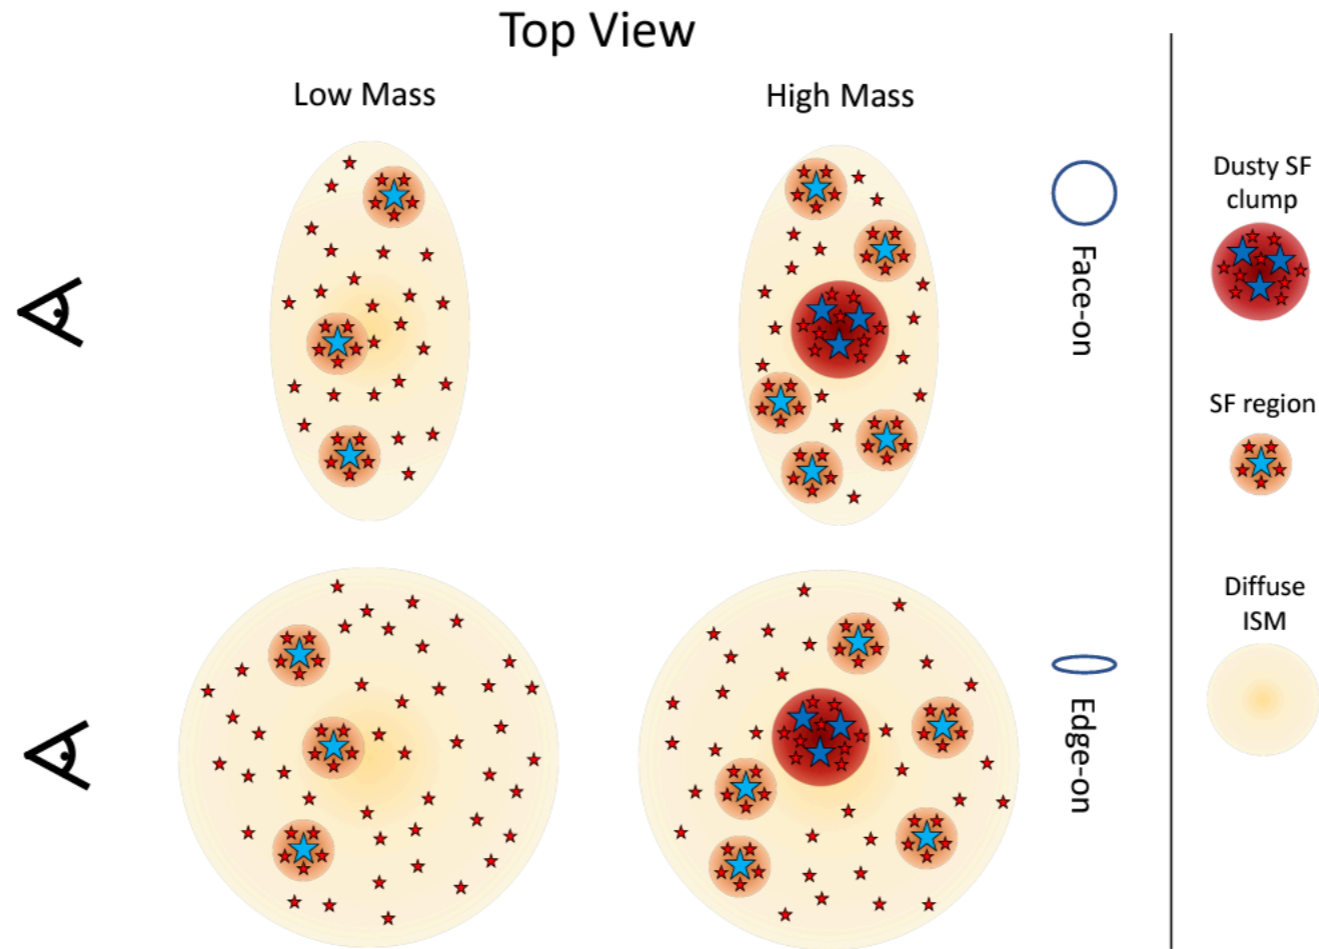 Top View
Low Mass
High Mass
Face-on
Edge-on
Dusty SF
clump
SF region
Diffuse
ISM